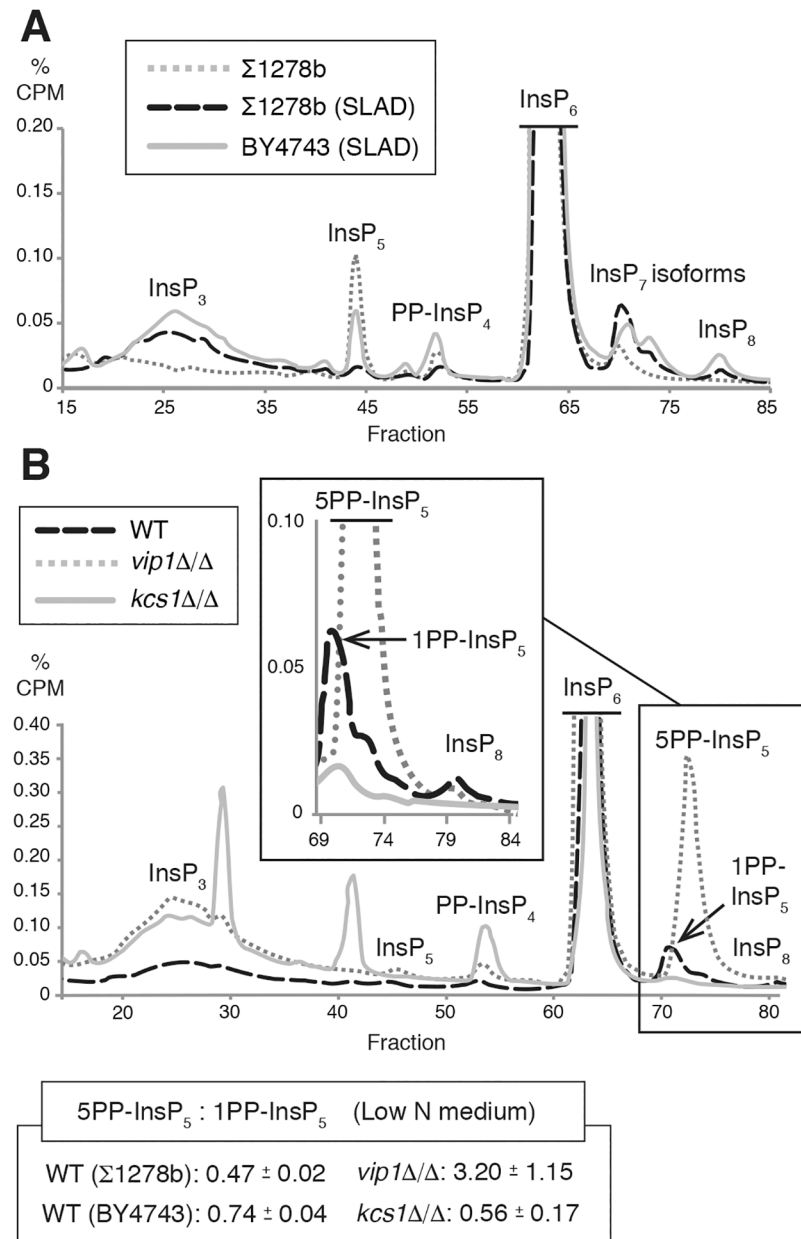 A
%
CPM
Σ1278b
Σ1278b (SLAD)
BY4743 (SLAD)
InsP₆
0.20
0.15
0.10
0.05
0
InsP₃
InsP₅
PP-InsP₄
InsP₇ isoforms
InsP₈
15 25 35 45 55 65 75 85
Fraction
B
WT
vip1Δ/Δ
kcs1Δ/Δ
5PP-InsP₅
0.10
0.05
0
1PP-InsP₅
InsP₈
69 74 79 84
%
CPM
0.40
0.35
0.30
0.25
0.20
0.15
0.10
0.05
0
InsP₃
InsP₅
PP-InsP₄
InsP₆
5PP-InsP₅
1PP-
InsP₅
InsP₈
20 30 40 50 60 70 80
Fraction
5PP-InsP₅ : 1PP-InsP₅ (Low N medium)
WT (Σ1278b): 0.47 ± 0.02 vip1Δ/Δ: 3.20 ± 1.15
WT (BY4743): 0.74 ± 0.04 kcs1Δ/Δ: 0.56 ± 0.17